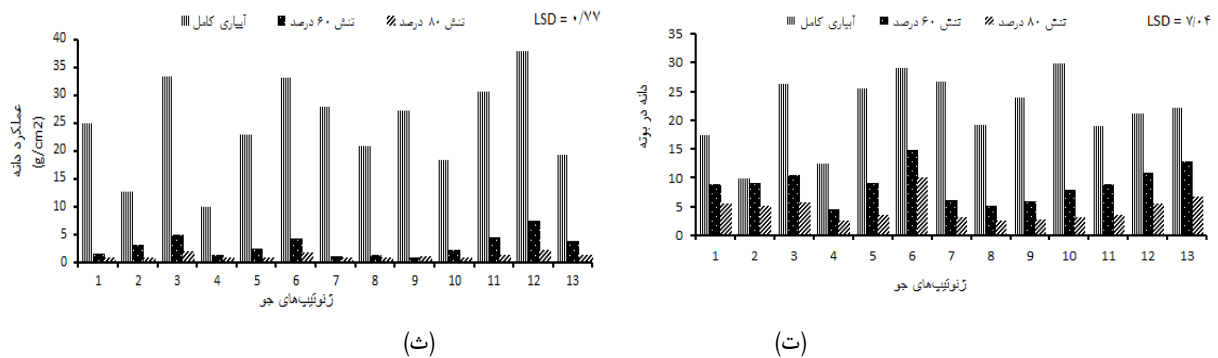 آبیاری کامل تنش ۶۰ درصد تنش ۸۰ درصد LSD = ۷/۰۴
35
30
25
20
15
10
5
0
دانه در بوته
1 2 3 4 5 6 7 8 9 10 11 12 13
ژنوتیپ‌های جو
(ت)
آبیاری کامل تنش ۶۰ درصد تنش ۸۰ درصد LSD = ۰/۷۷
40
35
30
25
20
15
10
5
0
عملکرد دانه
(g/cm2)
1 2 3 4 5 6 7 8 9 10 11 12 13
ژنوتیپ‌های جو
(ث)